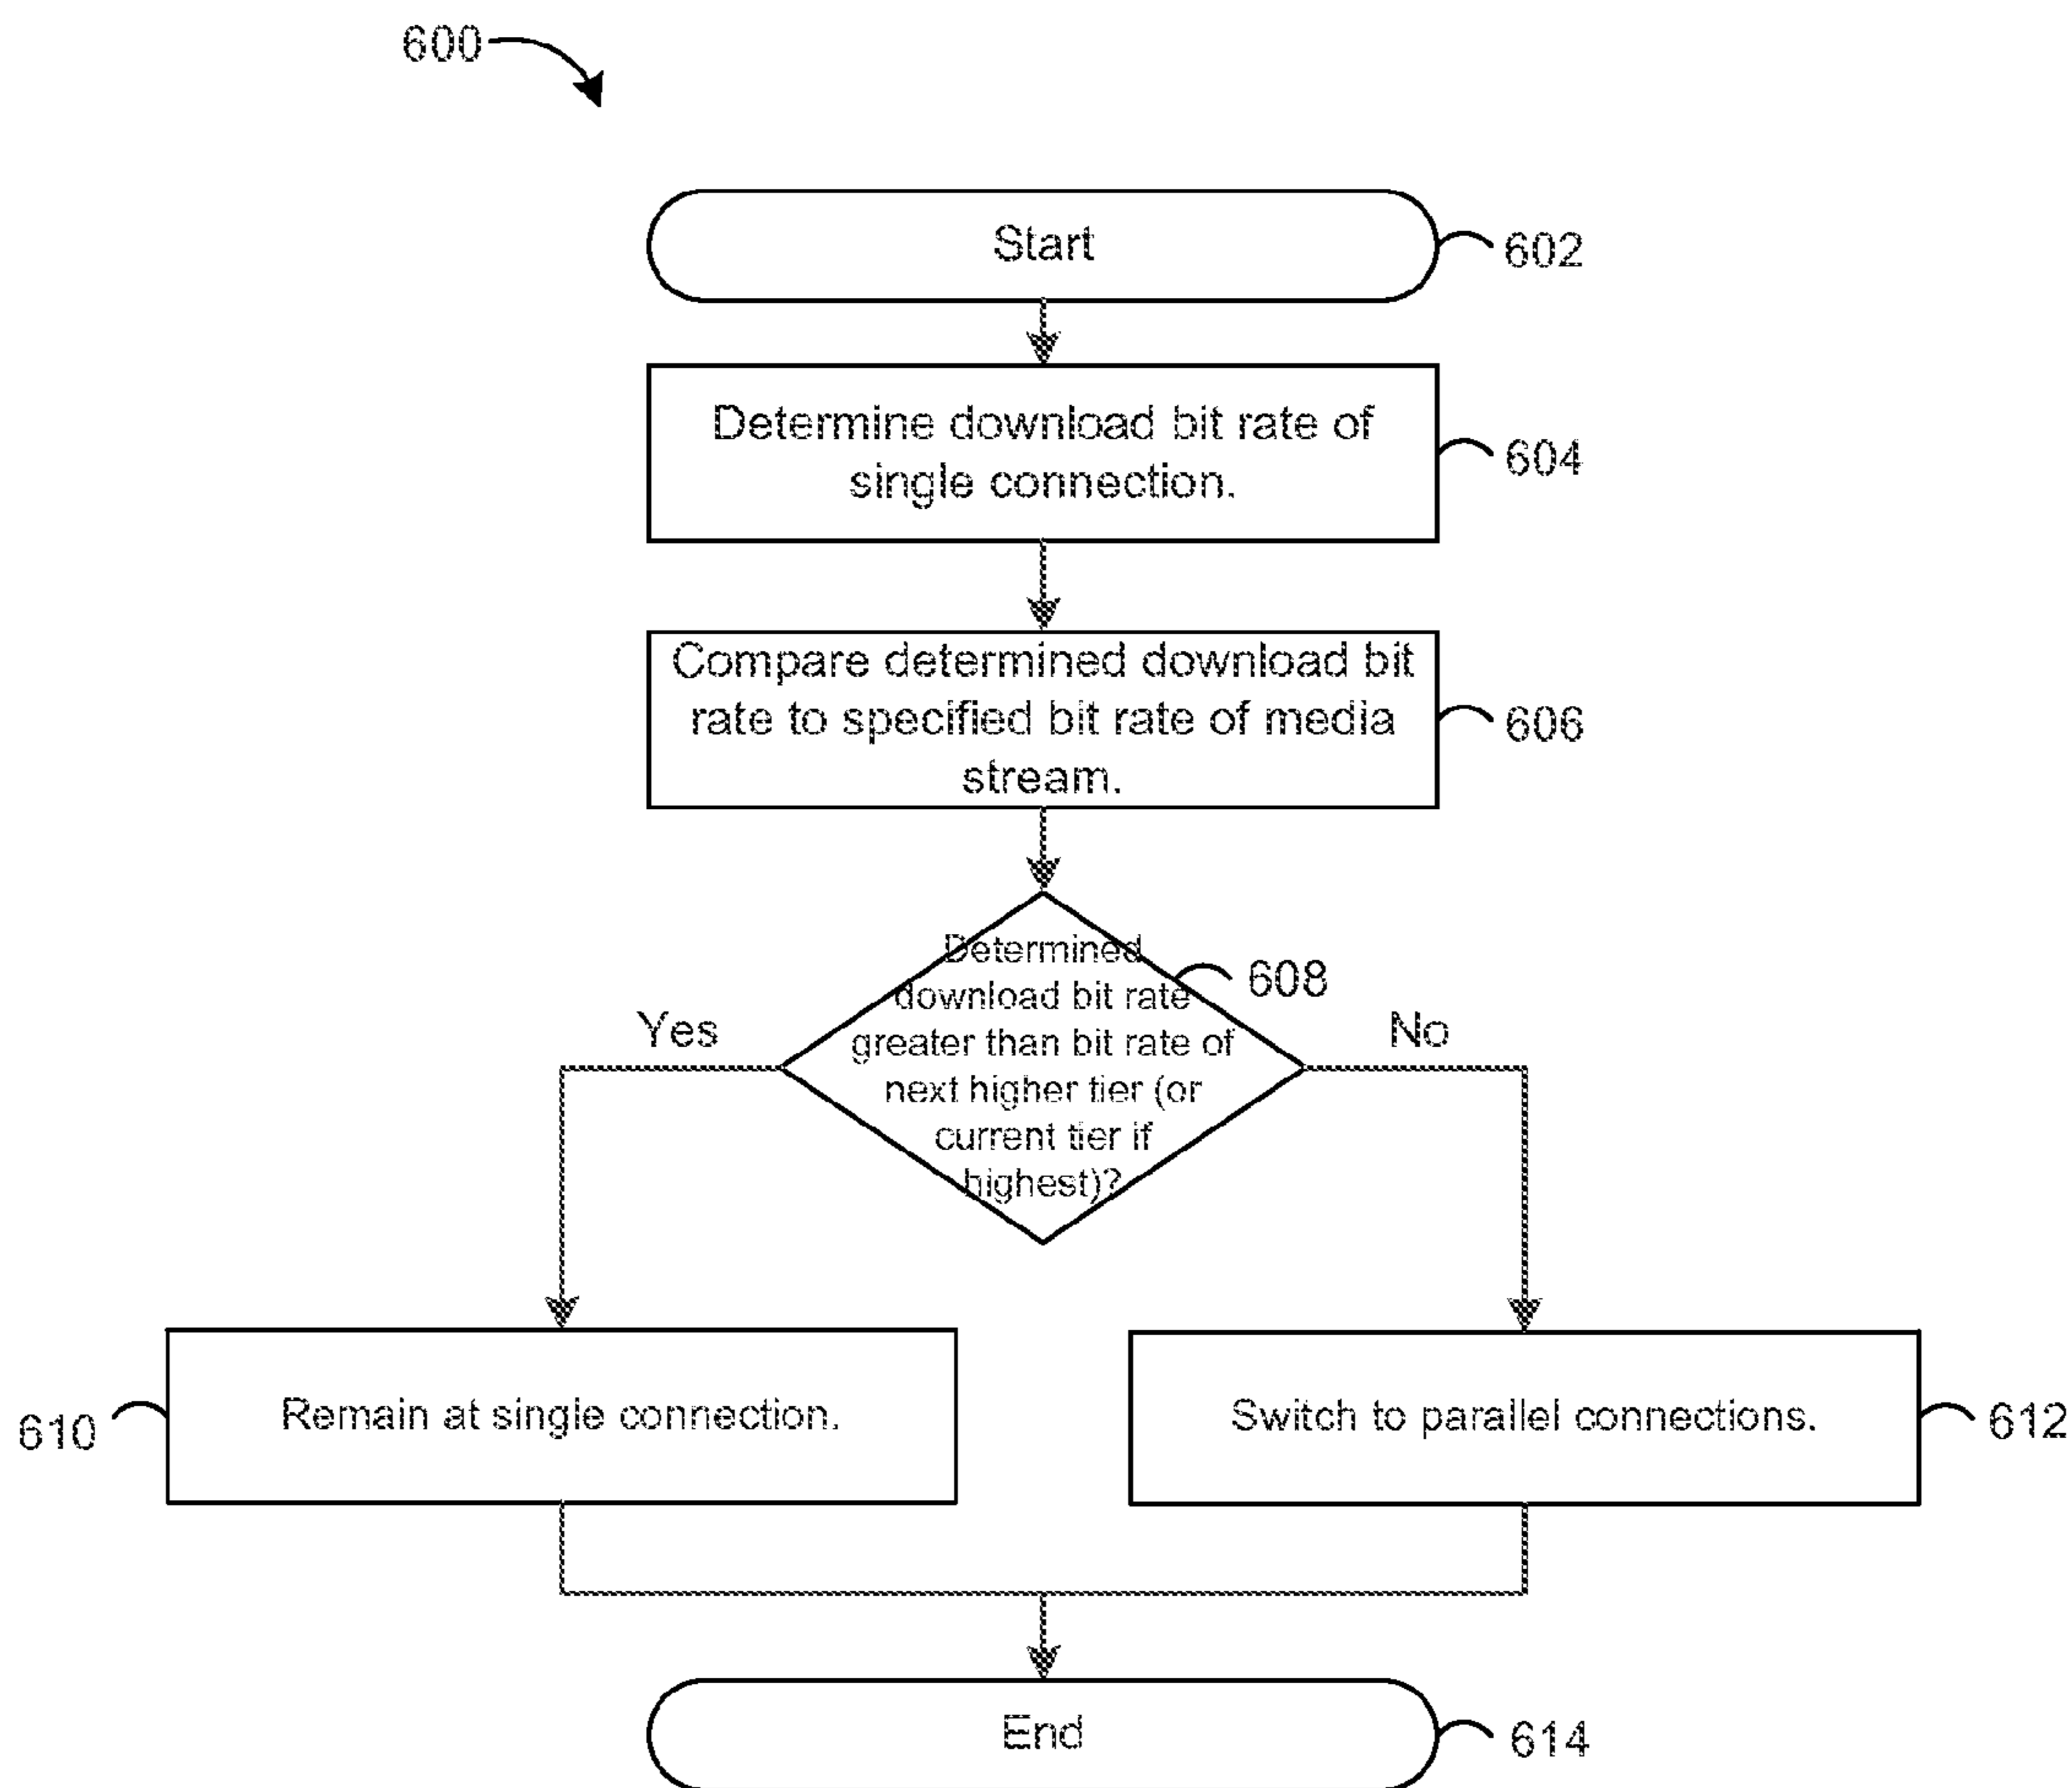 600
Start
602
Determine download bit rate of
single connection.
604
Compare determined download bit
rate to specified bit rate of media
stream.
606
Determined
download bit rate
greater than bit rate of
next higher tier (or
current tier if
highest)?
608
Yes
No
Remain at single connection.
610
Switch to parallel connections.
612
End
614